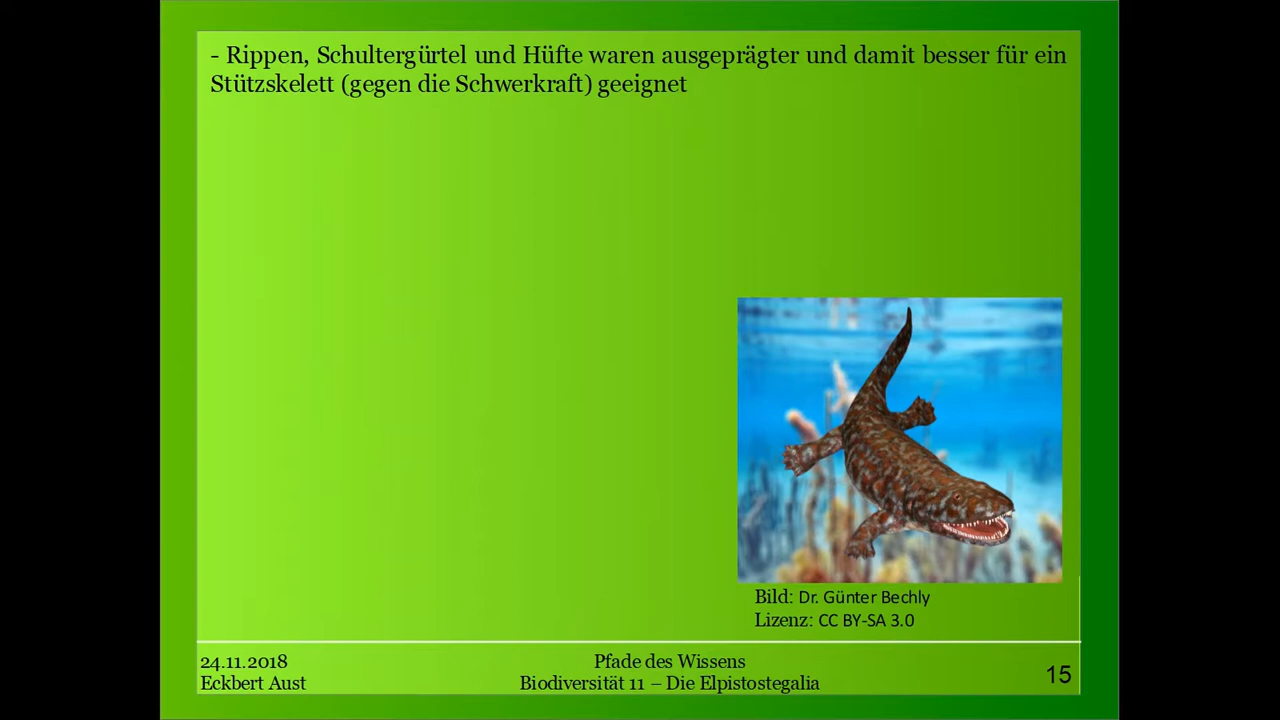 - Rippen, Schultergürtel und Hüfte waren ausgeprägter und damit besser für ein
Stützskelett (gegen die Schwerkraft) geeignet
Bild: Dr. Günter Bechly
Lizenz: CC BY-SA 3.0
24.11.2018
Eckbert Aust
Pfade des Wissens
Biodiversität 11 – Die Elpistostegalia
15